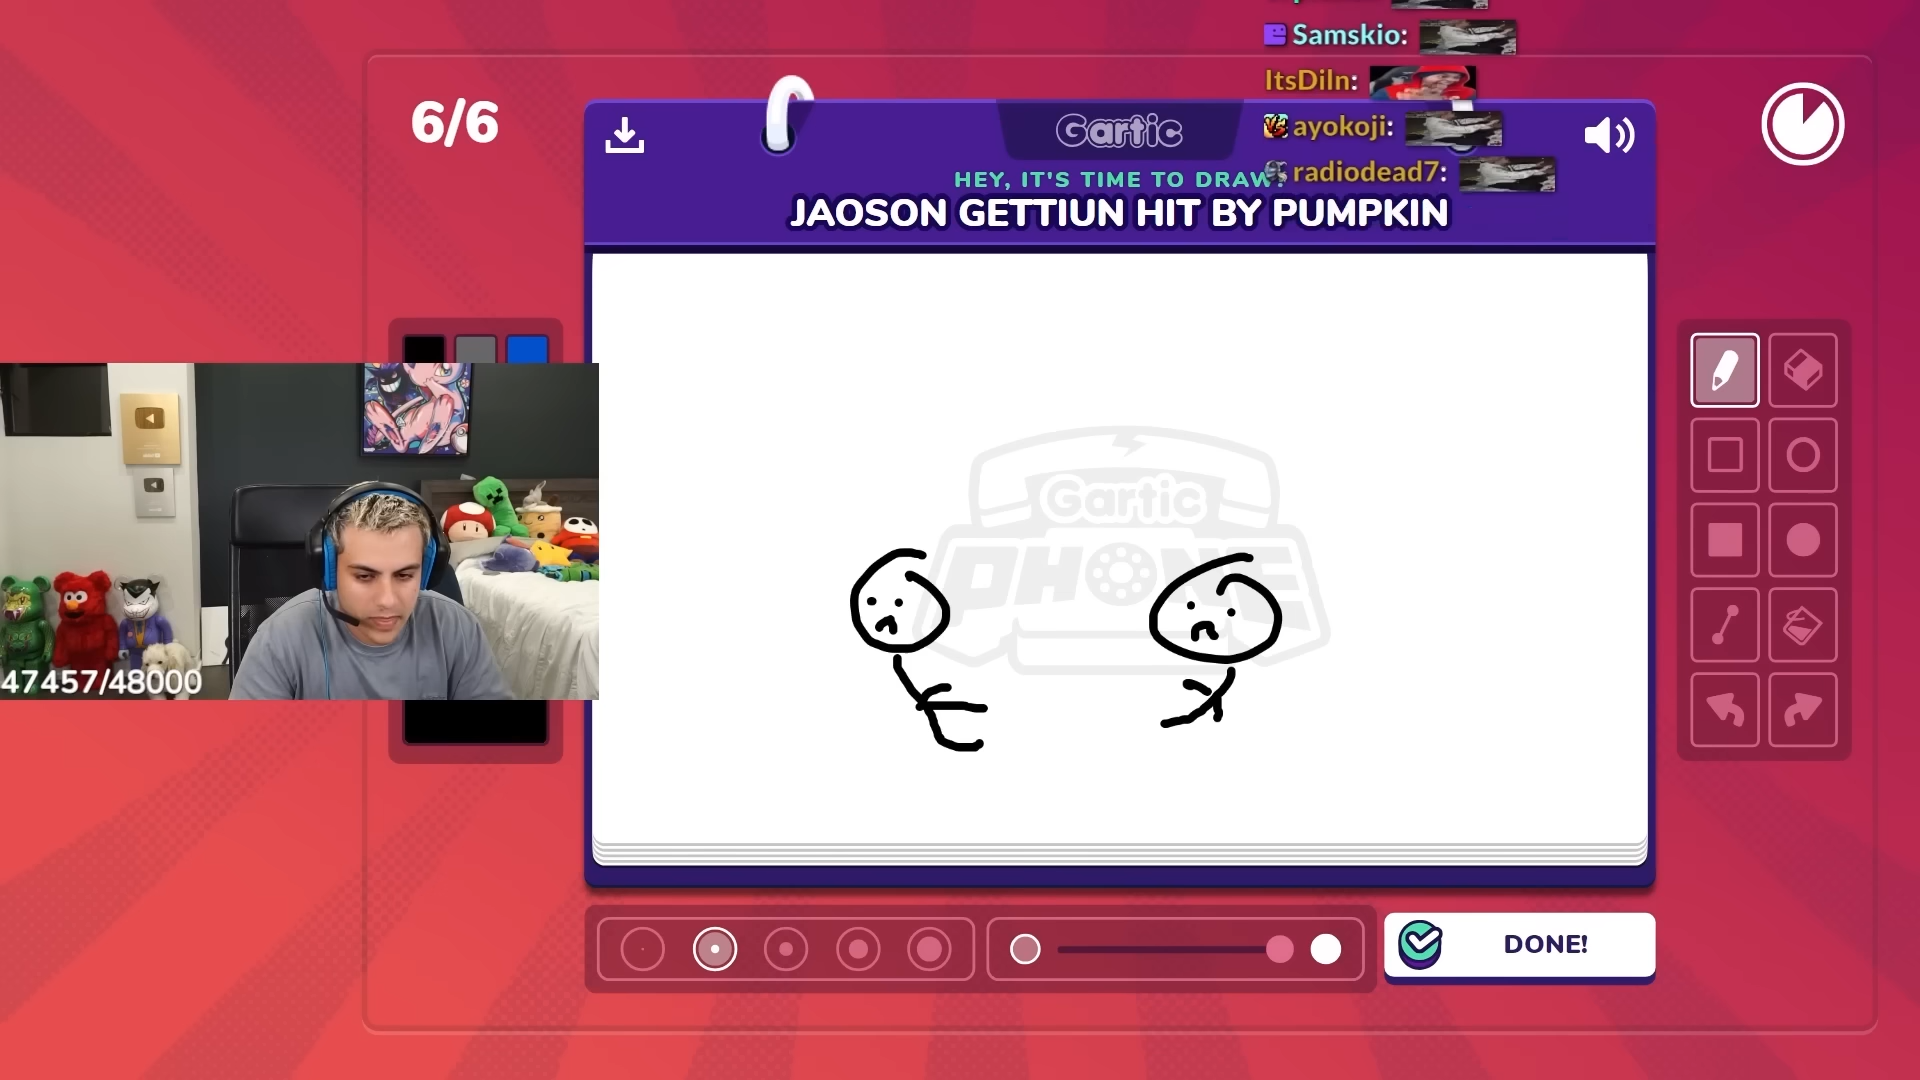 Samskio:
ItsDiln:
6/6
Gartic
ayokoji:
HEY, IT'S TIME TO DRAW
radiodead7:
JAOSON GETTIUN HIT BY PUMPKIN
Gartic
PHONE
47457/48000
DONE!